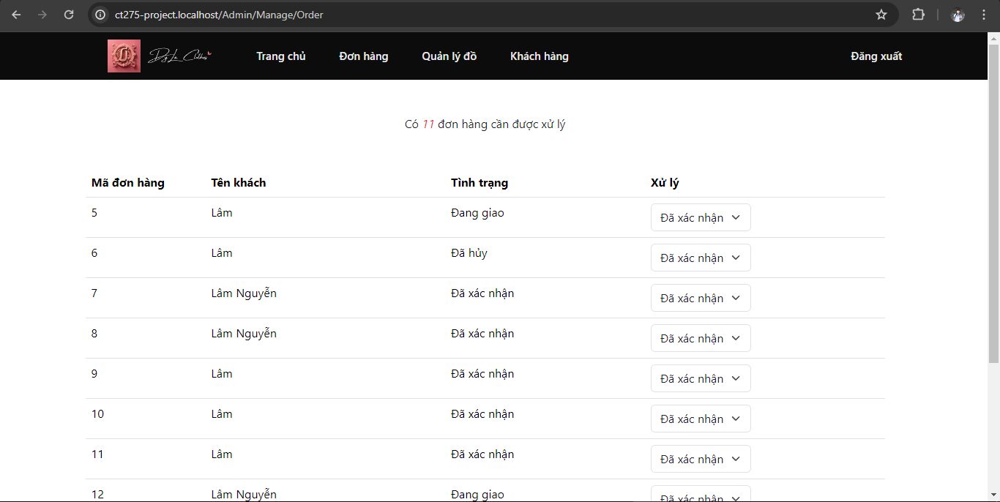 ct275-project.localhost/Admin/Manage/Order
DyLa Clothes Trang chủ Đơn hàng Quản lý đồ Khách hàng Đăng xuất
Có 11 đơn hàng cần được xử lý
Mã đơn hàng Tên khách Tình trạng Xử lý
5 Lâm Đang giao Đã xác nhận
6 Lâm Đã hủy Đã xác nhận
7 Lâm Nguyễn Đã xác nhận Đã xác nhận
8 Lâm Nguyễn Đã xác nhận Đã xác nhận
9 Lâm Đã xác nhận Đã xác nhận
10 Lâm Đã xác nhận Đã xác nhận
11 Lâm Đã xác nhận Đã xác nhận
12 Lâm Nguyễn Đang giao Đã xác nhận